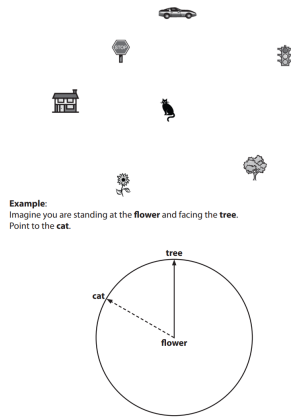 STOP
Example:
Imagine you are standing at the flower and facing the tree.
Point to the cat.
tree
cat
flower